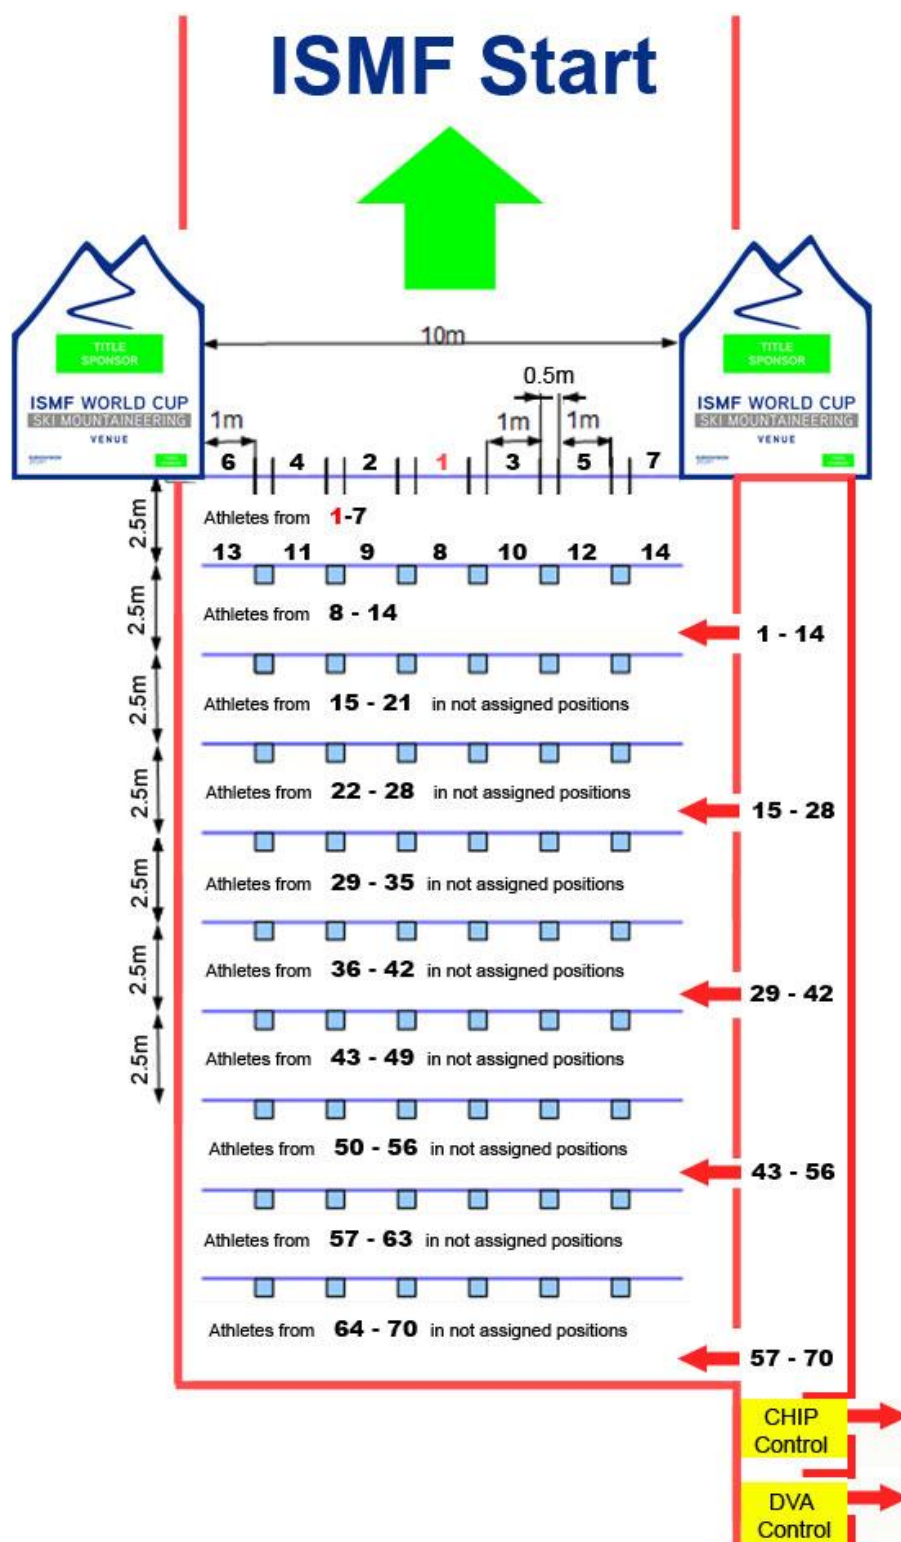 ISMF Start
10m
TITLE
SPONSOR
TITLE
SPONSOR
0.5m
ISMF WORLD CUP
SKI MOUNTAINEERING
VENUE
ISMF WORLD CUP
SKI MOUNTAINEERING
VENUE
1m 1m 1m
6 4 2 1 3 5 7
2.5m
Athletes from 1-7
13 11 9 8 10 12 14
2.5m
Athletes from 8 - 14
1 - 14
2.5m
Athletes from 15 - 21 in not assigned positions
2.5m
Athletes from 22 - 28 in not assigned positions
15 - 28
2.5m
Athletes from 29 - 35 in not assigned positions
2.5m
Athletes from 36 - 42 in not assigned positions
29 - 42
2.5m
Athletes from 43 - 49 in not assigned positions
Athletes from 50 - 56 in not assigned positions
43 - 56
Athletes from 57 - 63 in not assigned positions
Athletes from 64 - 70 in not assigned positions
57 - 70
CHIP
Control
DVA
Control